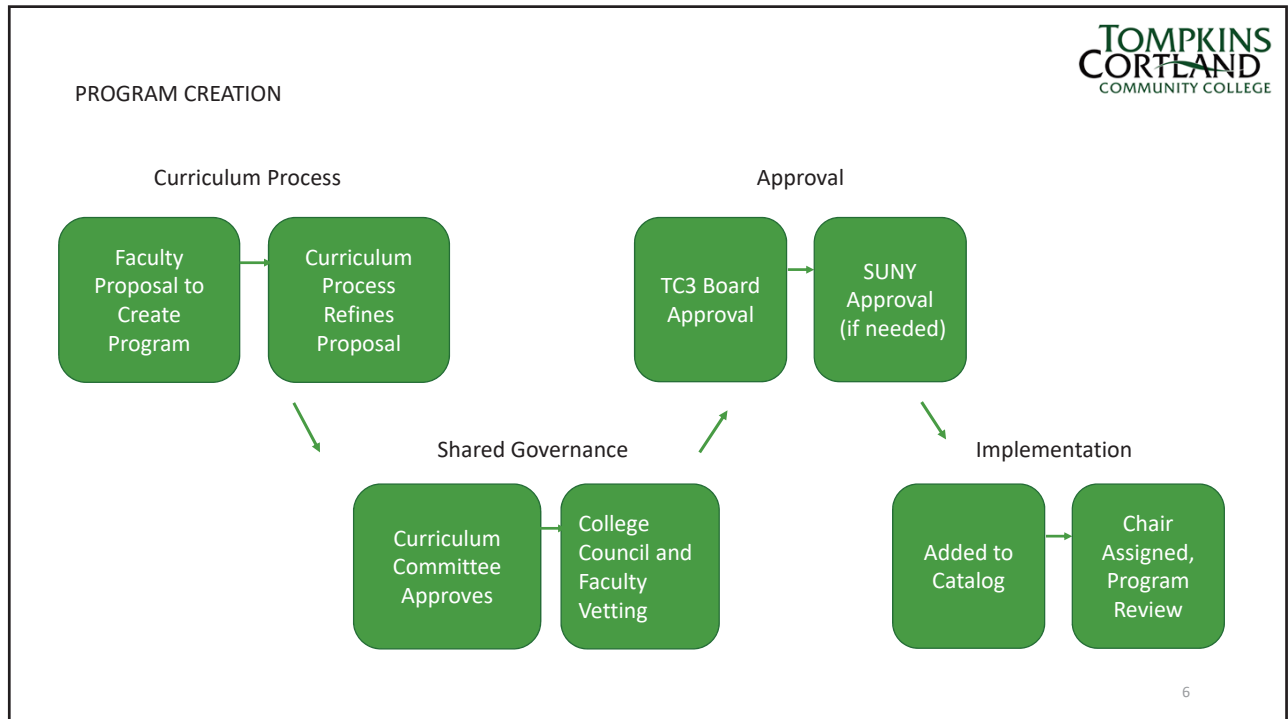 TOMPKINS
CORTLAND
COMMUNITY COLLEGE
PROGRAM CREATION
Curriculum Process
Faculty
Proposal to
Create
Program
Curriculum
Process
Refines
Proposal
Shared Governance
Curriculum
Committee
Approves
College
Council and
Faculty
Vetting
Approval
TC3 Board
Approval
SUNY
Approval
(if needed)
Implementation
Added to
Catalog
Chair
Assigned,
Program
Review
6